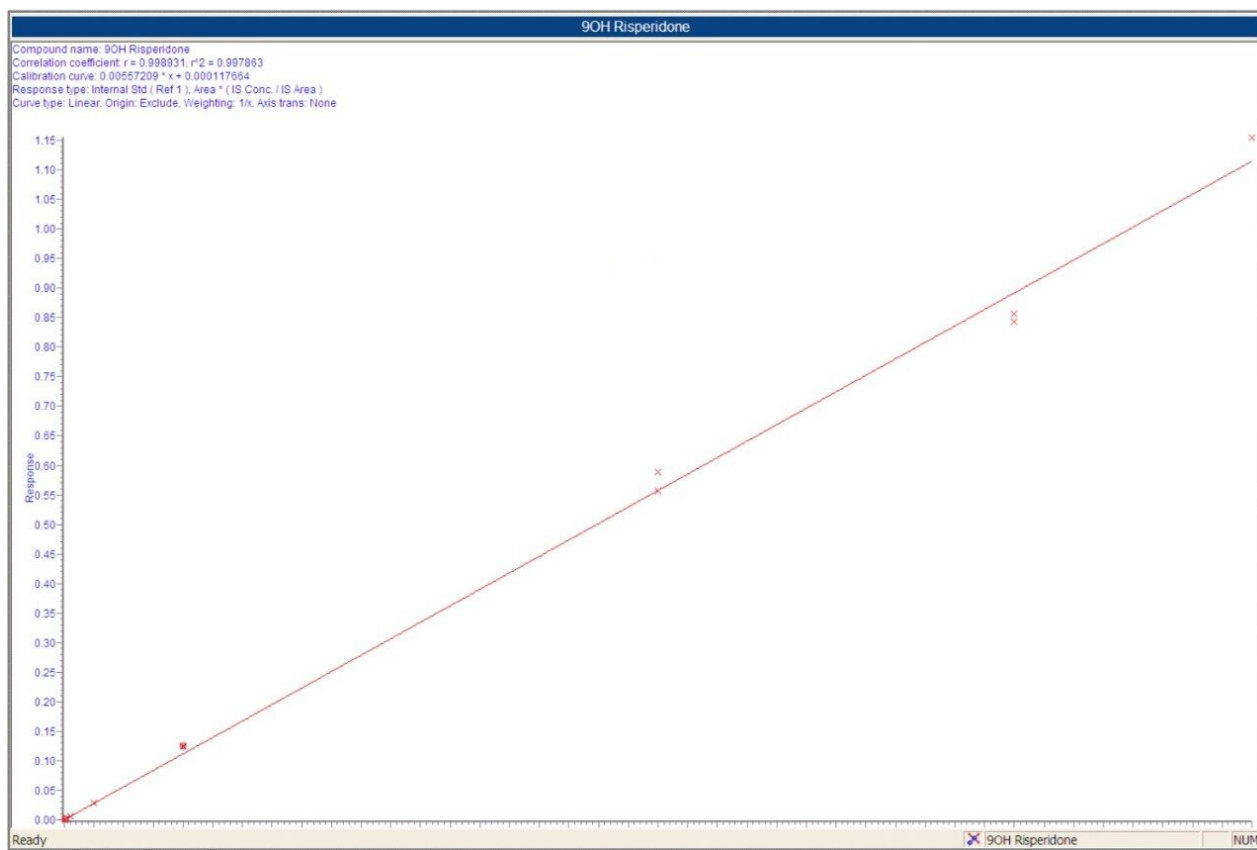 9OH Risperidone
Compound name: 9OH Risperidone
Correlation coefficient: r = 0.998931, r^2 = 0.997863
Calibration curve: 0.00557209 * x + 0.000117664
Response type: Internal Std ( Ref 1 ), Area * ( IS Conc. / IS Area )
Curve type: Linear, Origin: Exclude, Weighting: 1/x, Axis trans: None
1.15
1.10
1.05
1.00
0.95
0.90
0.85
0.80
0.75
0.70
0.65
0.60
Response
0.55
0.50
0.45
0.40
0.35
0.30
0.25
0.20
0.15
0.10
0.05
0.00
Ready
9OH Risperidone
NUM